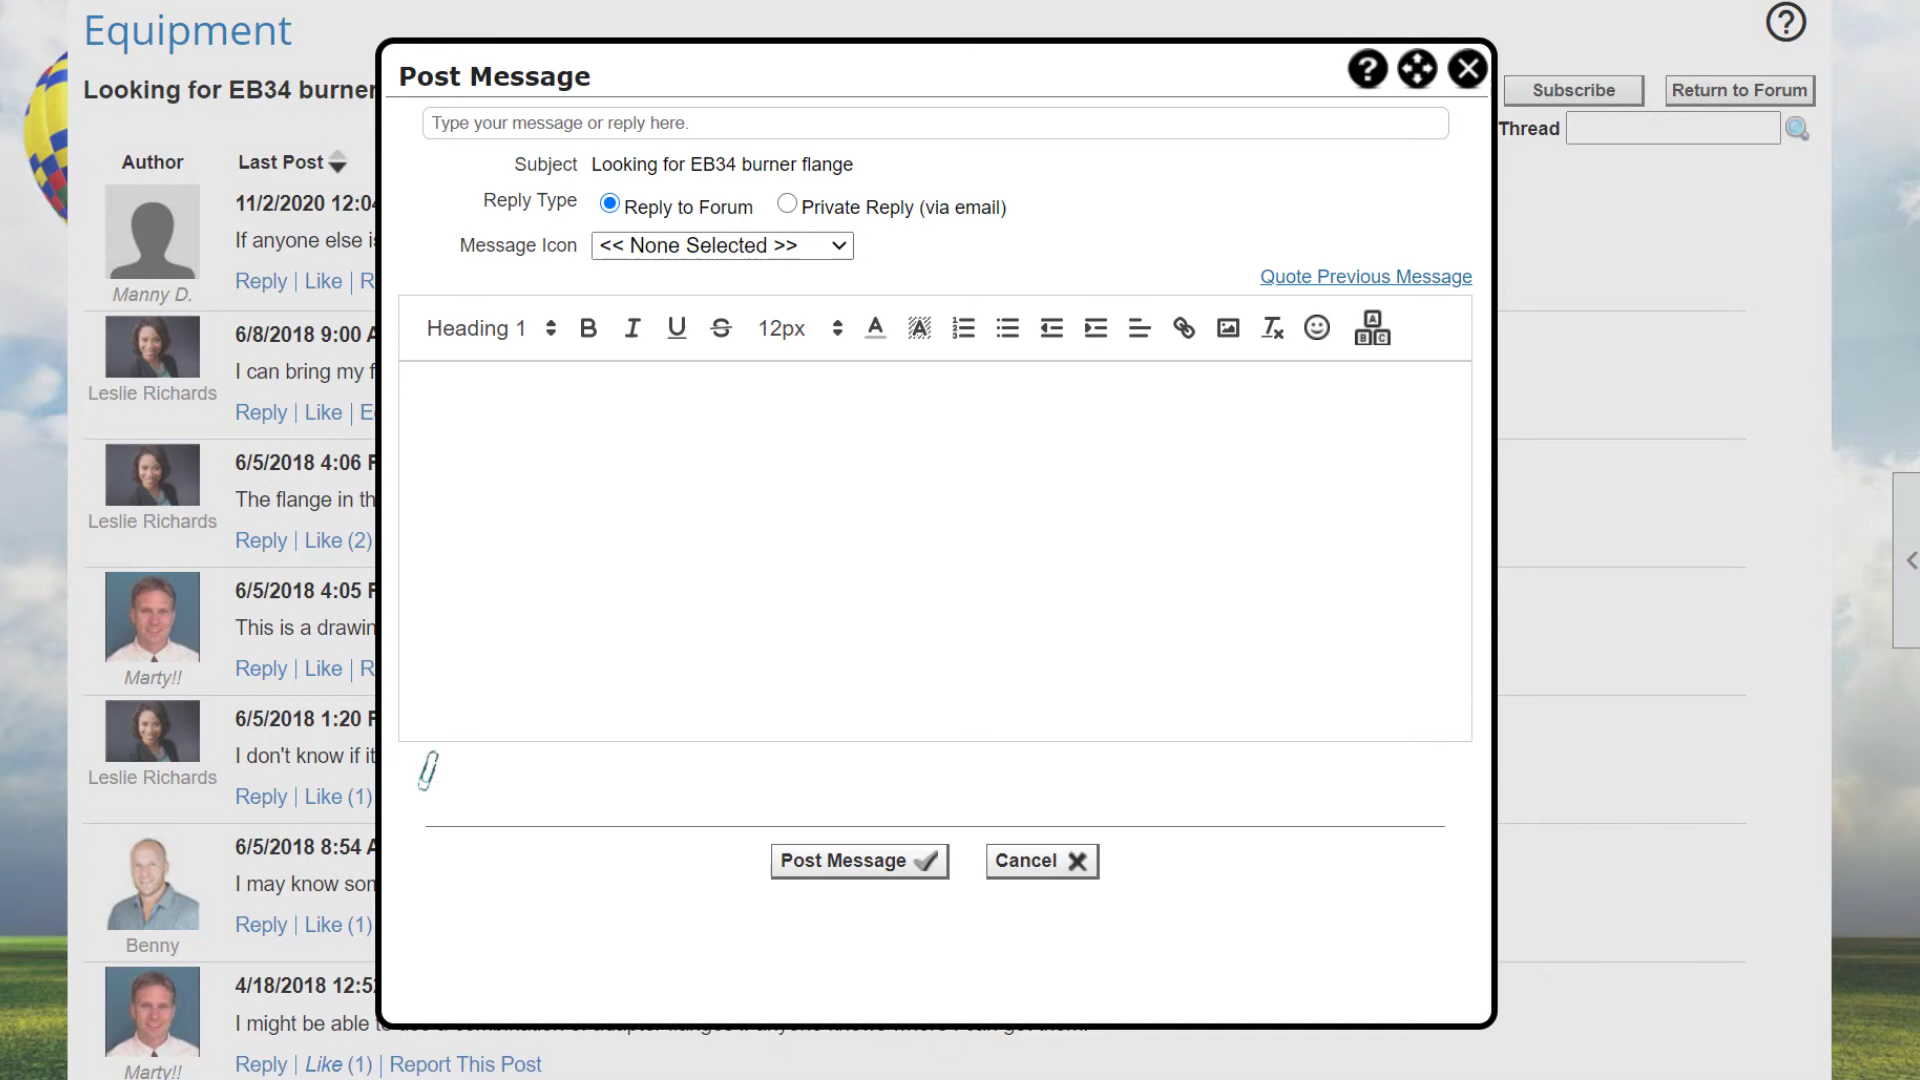 Equipment
Looking for EB34 burner
Subscribe
Return to Forum
Thread
Author
Last Post
11/2/2020 12:04
If anyone else is
Reply | Like | R
Manny D.
6/8/2018 9:00 A
I can bring my f
Leslie Richards
Reply | Like | E
6/5/2018 4:06 P
The flange in th
Leslie Richards
Reply | Like (2)
6/5/2018 4:05 P
This is a drawin
Reply | Like | R
Marty!!
6/5/2018 1:20 P
I don't know if it
Leslie Richards
Reply | Like (1)
6/5/2018 8:54 A
I may know som
Reply | Like (1)
Benny
4/18/2018 12:52
I might be able
Reply | Like (1) | Report This Post
Marty!!
Post Message
Type your message or reply here.
Subject Looking for EB34 burner flange
Reply Type Reply to Forum Private Reply (via email)
Message Icon << None Selected >>
Quote Previous Message
Heading 1
12px
Post Message
Cancel